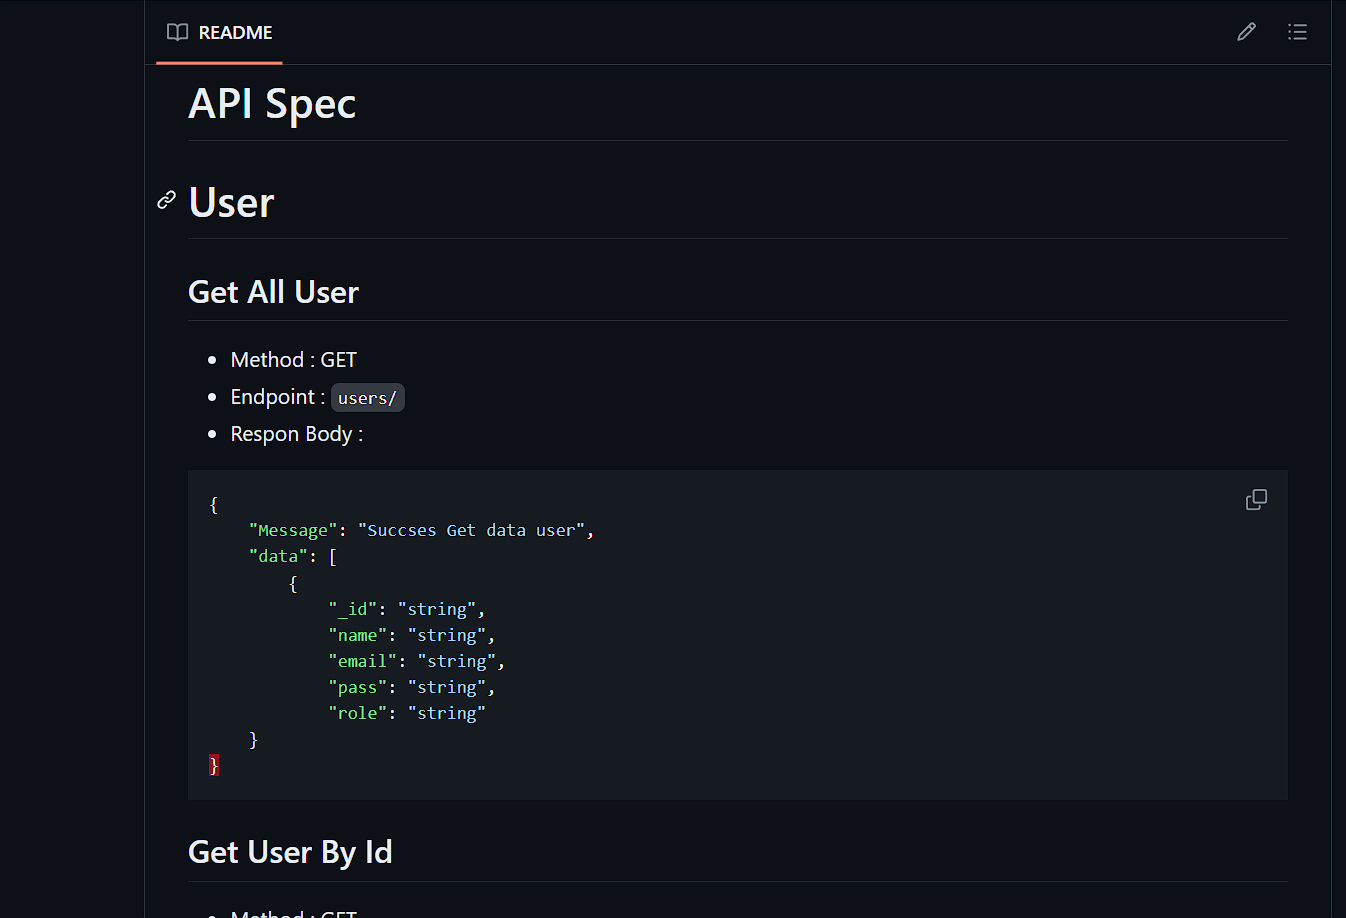 README
API Spec
User
Get All User
Method : GET
Endpoint : users/
Respon Body :
{
    "Message": "Succses Get data user",
    "data": [
        {
            "_id": "string",
            "name": "string",
            "email": "string",
            "pass": "string",
            "role": "string"
    }
}
Get User By Id
Method : GET